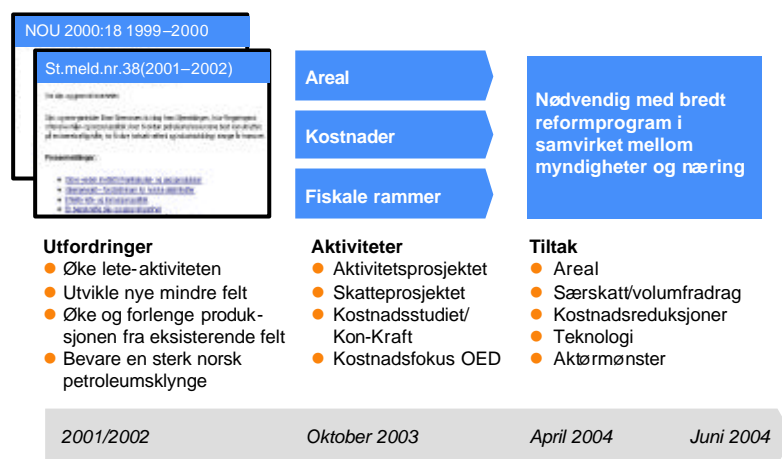 NOU 2000:18 1999–2000
St.meld.nr.38(2001–2002)
Areal
Kostnader
Fiskale rammer
Nødvendig med bredt
reformprogram i
samvirket mellom
myndigheter og næring
Utfordringer
Øke lete-aktiviteten
Utvikle nye mindre felt
Øke og forlenge produk-
sjonen fra eksisterende felt
Bevare en sterk norsk
petroleumsklynge
Aktiviteter
Aktivitetsprosjektet
Skatteprosjektet
Kostnadsstudiet/
Kon-Kraft
Kostnadsfokus OED
Tiltak
Areal
Særskatt/volumfradrag
Kostnadsreduksjoner
Teknologi
Aktørmønster
2001/2002
Oktober 2003
April 2004
Juni 2004